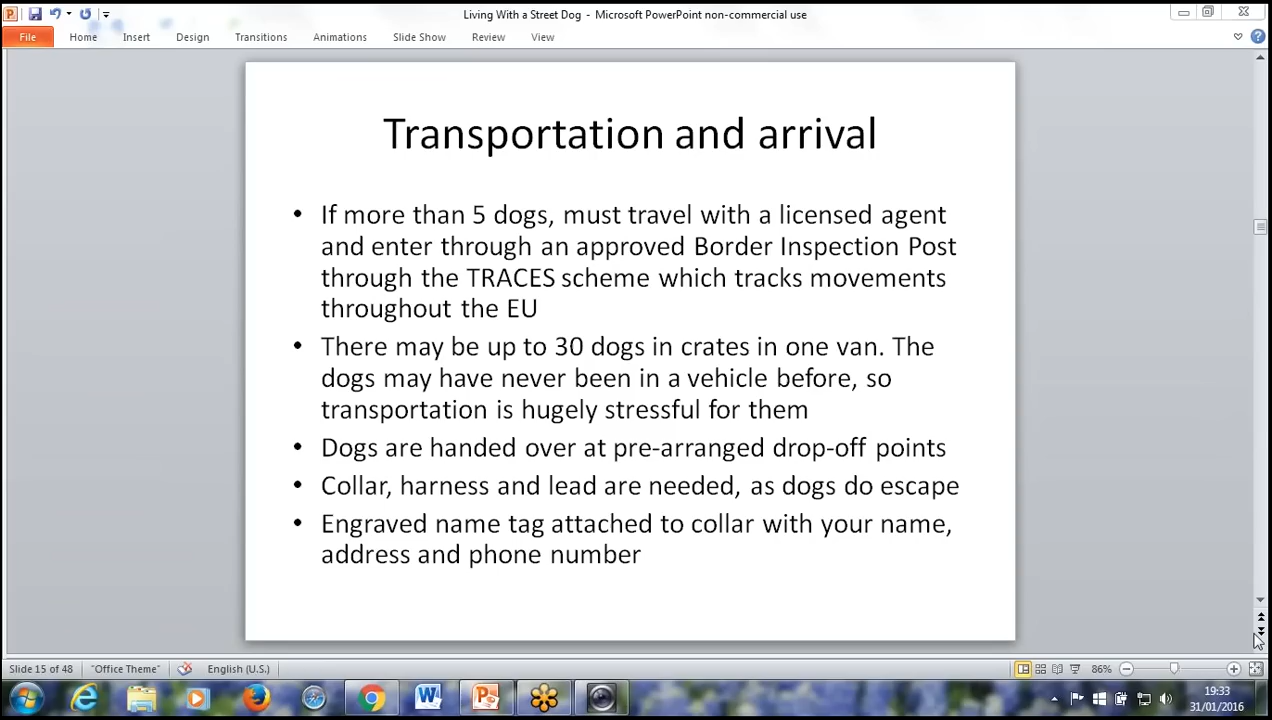 Living With a Street Dog - Microsoft PowerPoint non-commercial use
File Home Insert Design Transitions Animations Slide Show Review View
Transportation and arrival
• If more than 5 dogs, must travel with a licensed agent
and enter through an approved Border Inspection Post
through the TRACES scheme which tracks movements
throughout the EU
• There may be up to 30 dogs in crates in one van. The
dogs may have never been in a vehicle before, so
transportation is hugely stressful for them
• Dogs are handed over at pre-arranged drop-off points
• Collar, harness and lead are needed, as dogs do escape
• Engraved name tag attached to collar with your name,
address and phone number
Slide 15 of 48 "Office Theme" English (U.S.) 86%
19:33
31/01/2016